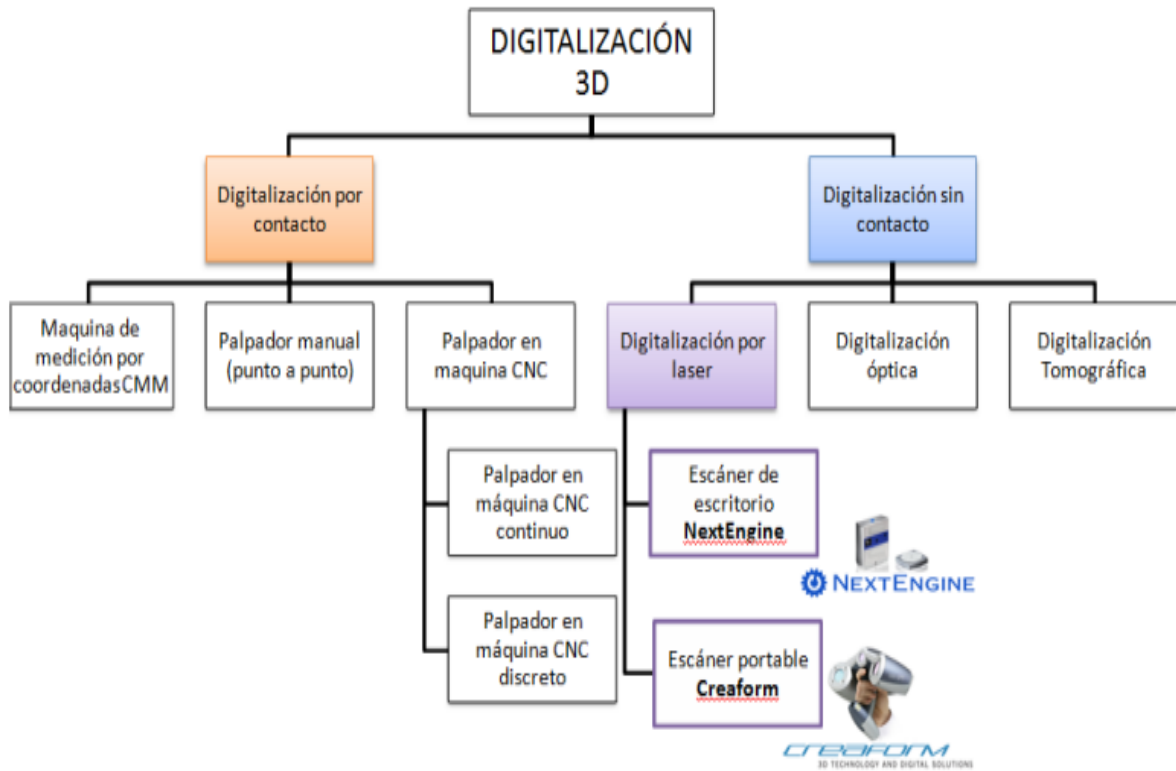 DIGITALIZACIÓN
3D
Digitalización por
contacto
Digitalización sin
contacto
Maquina de
medición por
coordenadas CMM
Palpador manual
(punto a punto)
Palpador en
maquina CNC
Digitalización por
laser
Digitalización
óptica
Digitalización
Tomográfica
Palpador en
máquina CNC
continuo
Escáner de
escritorio
NextEngine
NEXTENGINE
Palpador en
máquina CNC
discreto
Escáner portable
Creaform
CREAFORM
3D TECHNOLOGY AND DIGITAL SOLUTIONS